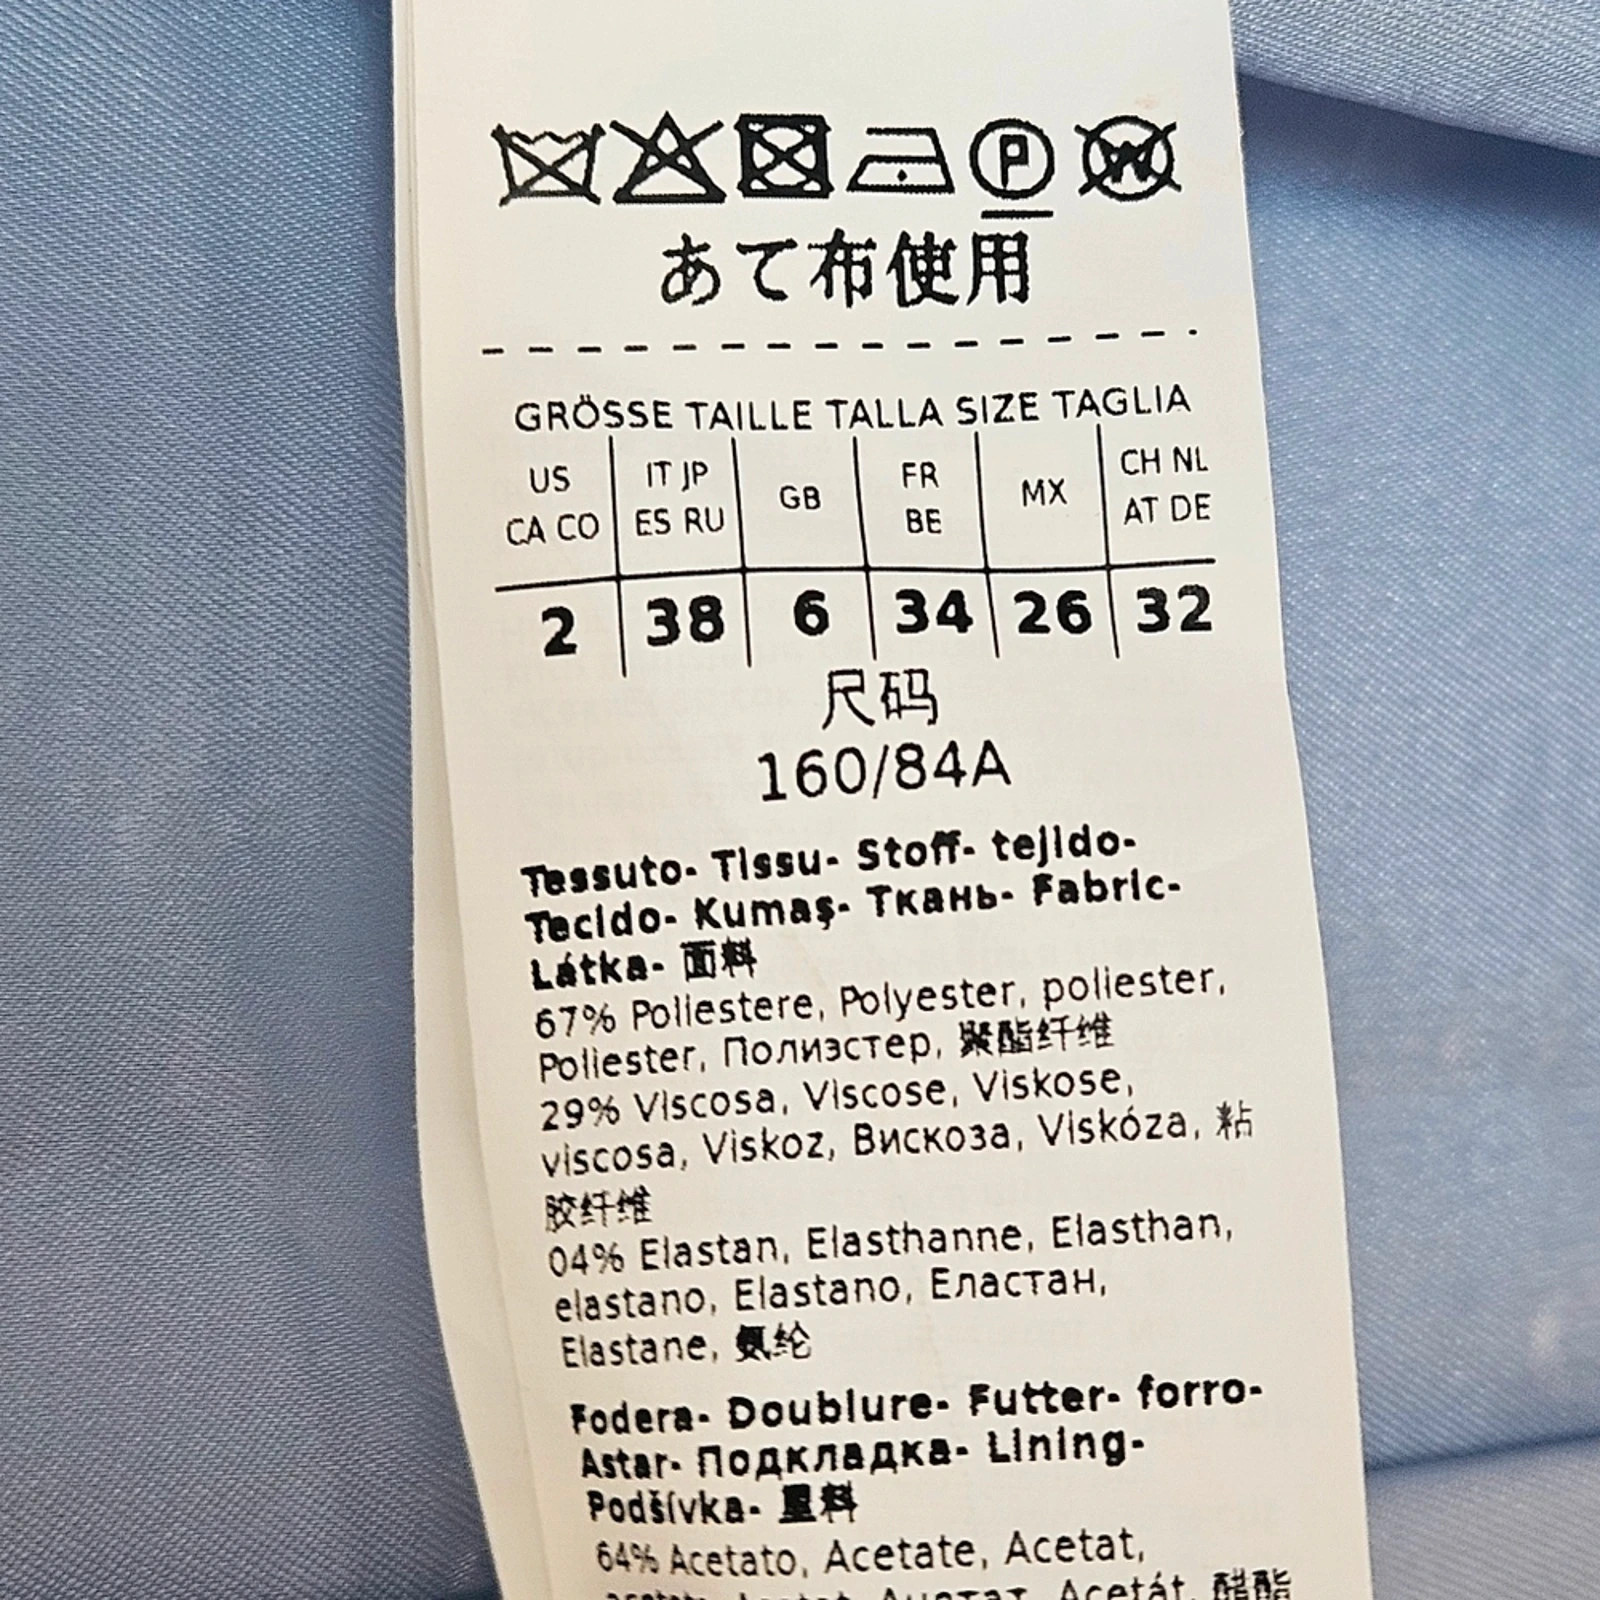 P W
あて布使用
GRÖSSE TAILLE TALLA SIZE TAGLIA
US CA CO IT JP ES RU GB FR BE MX CH NL AT DE
2 38 6 34 26 32
尺码
160/84A
Tessuto- Tissu- Stoff- tejido-
Tecido- Kumaş- Ткань- Fabric-
Látka- 面料
67% Poliestere, Polyester, poliester,
Poliester, Полиэстер, 聚酯纤维
29% Viscosa, Viscose, Viskose,
viscosa, Viskoz, Вискоза, Viskóza, 粘
胶纤维
04% Elastan, Elasthanne, Elasthan,
elastano, Elastano, Еластан,
Elastane, 氨纶
Fodera- Doublure- Futter- forro-
Astar- Подкладка- Lining-
Podšívka- 里料
64% Acetato, Acetate, Acetat,
Acetát, 醋酯